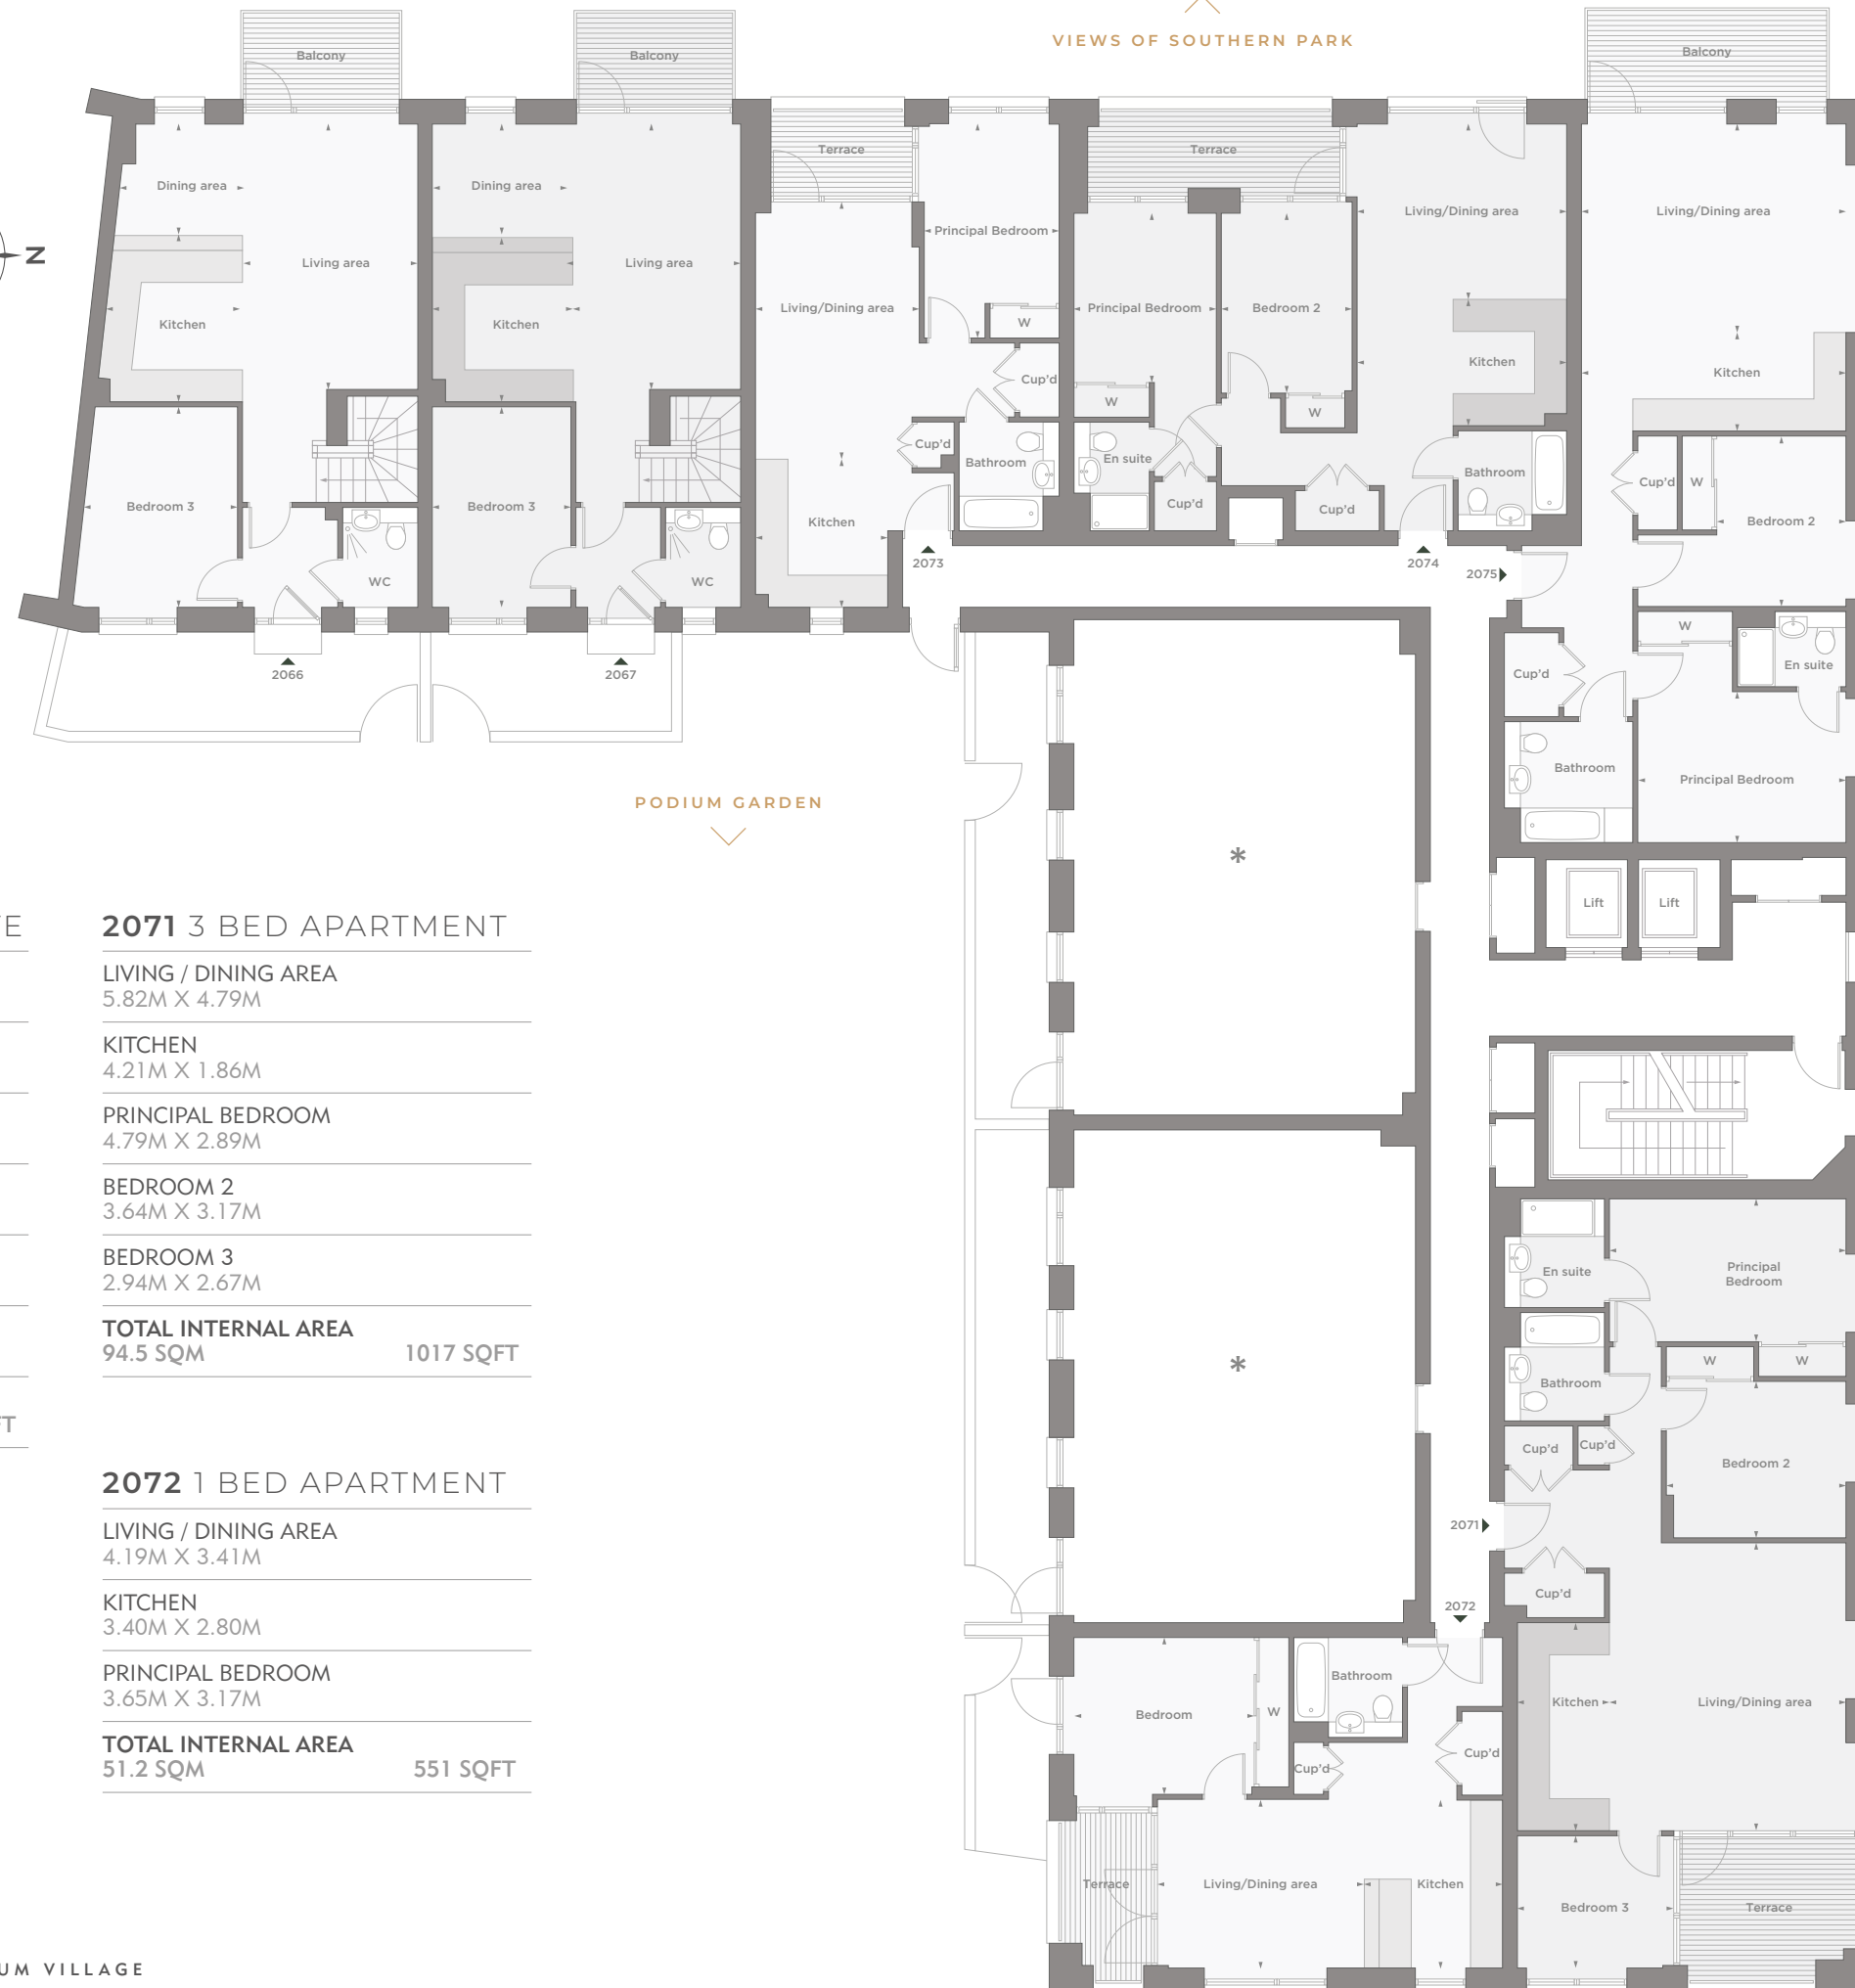 VIEWS OF SOUTHERN PARK
Balcony
Balcony
Balcony
Terrace
Terrace
Dining area
Dining area
Living/Dining area
Living/Dining area
Principal Bedroom
Living area
Living area
N
Living/Dining area
Principal Bedroom
Bedroom 2
Kitchen
Kitchen
W
Kitchen
Kitchen
Cup'd
W
W
Cup'd
Bathroom
En suite
Bathroom
Cup'd
W
Bedroom 3
Bedroom 3
Cup'd
Cup'd
Kitchen
Bedroom 2
2073
2074
2075
WC
WC
W
En suite
2066
2067
Cup'd
Bathroom
Principal Bedroom
PODIUM GARDEN
*
Lift
Lift
E
2071 3 BED APARTMENT
LIVING / DINING AREA
5.82M X 4.79M
KITCHEN
4.21M X 1.86M
PRINCIPAL BEDROOM
4.79M X 2.89M
BEDROOM 2
3.64M X 3.17M
BEDROOM 3
2.94M X 2.67M
TOTAL INTERNAL AREA
94.5 SQM 1017 SQFT
T
En suite
Principal
Bedroom
*
W
W
Bathroom
Cup'd
Cup'd
Bedroom 2
2071
Cup'd
2072
2072 1 BED APARTMENT
LIVING / DINING AREA
4.19M X 3.41M
KITCHEN
3.40M X 2.80M
PRINCIPAL BEDROOM
3.65M X 3.17M
TOTAL INTERNAL AREA
51.2 SQM 551 SQFT
Bathroom
Bedroom
W
Kitchen
Living/Dining area
Cup'd
Cup'd
Terrace
Living/Dining area
Kitchen
Bedroom 3
Terrace
UM VILLAGE